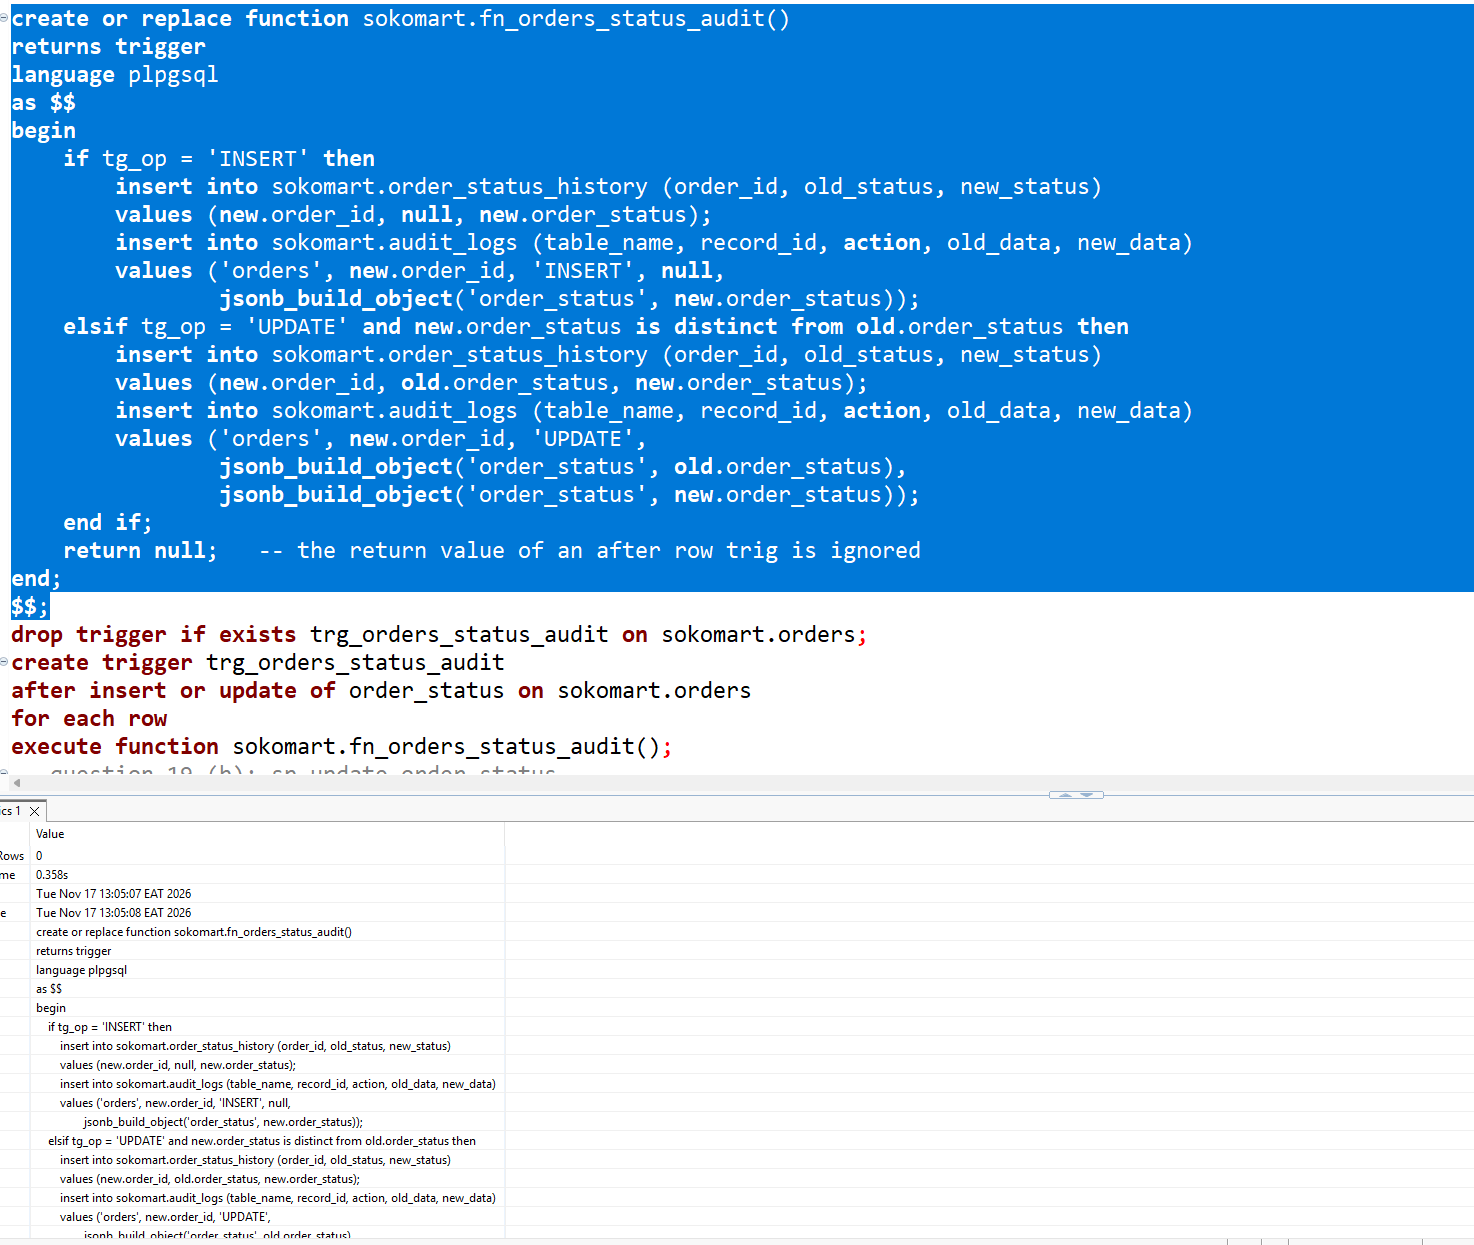 create or replace function sokomart.fn_orders_status_audit()
returns trigger
language plpgsql
as $$
begin
    if tg_op = 'INSERT' then
        insert into sokomart.order_status_history (order_id, old_status, new_status)
        values (new.order_id, null, new.order_status);
        insert into sokomart.audit_logs (table_name, record_id, action, old_data, new_data)
        values ('orders', new.order_id, 'INSERT', null,
                jsonb_build_object('order_status', new.order_status));
    elsif tg_op = 'UPDATE' and new.order_status is distinct from old.order_status then
        insert into sokomart.order_status_history (order_id, old_status, new_status)
        values (new.order_id, old.order_status, new.order_status);
        insert into sokomart.audit_logs (table_name, record_id, action, old_data, new_data)
        values ('orders', new.order_id, 'UPDATE',
                jsonb_build_object('order_status', old.order_status),
                jsonb_build_object('order_status', new.order_status));
    end if;
    return null;   -- the return value of an after row trig is ignored
end;
$$;
drop trigger if exists trg_orders_status_audit on sokomart.orders;
create trigger trg_orders_status_audit
after insert or update of order_status on sokomart.orders
for each row
execute function sokomart.fn_orders_status_audit();
question 19 (b): sp_update_order_status
ics 1
Value
Rows 0
me 0.358s
Tue Nov 17 13:05:07 EAT 2026
e Tue Nov 17 13:05:08 EAT 2026
create or replace function sokomart.fn_orders_status_audit()
returns trigger
language plpgsql
as $$
begin
    if tg_op = 'INSERT' then
        insert into sokomart.order_status_history (order_id, old_status, new_status)
        values (new.order_id, null, new.order_status);
        insert into sokomart.audit_logs (table_name, record_id, action, old_data, new_data)
        values ('orders', new.order_id, 'INSERT', null,
                jsonb_build_object('order_status', new.order_status));
    elsif tg_op = 'UPDATE' and new.order_status is distinct from old.order_status then
        insert into sokomart.order_status_history (order_id, old_status, new_status)
        values (new.order_id, old.order_status, new.order_status);
        insert into sokomart.audit_logs (table_name, record_id, action, old_data, new_data)
        values ('orders', new.order_id, 'UPDATE',
                jsonb_build_object('order_status', old.order_status),